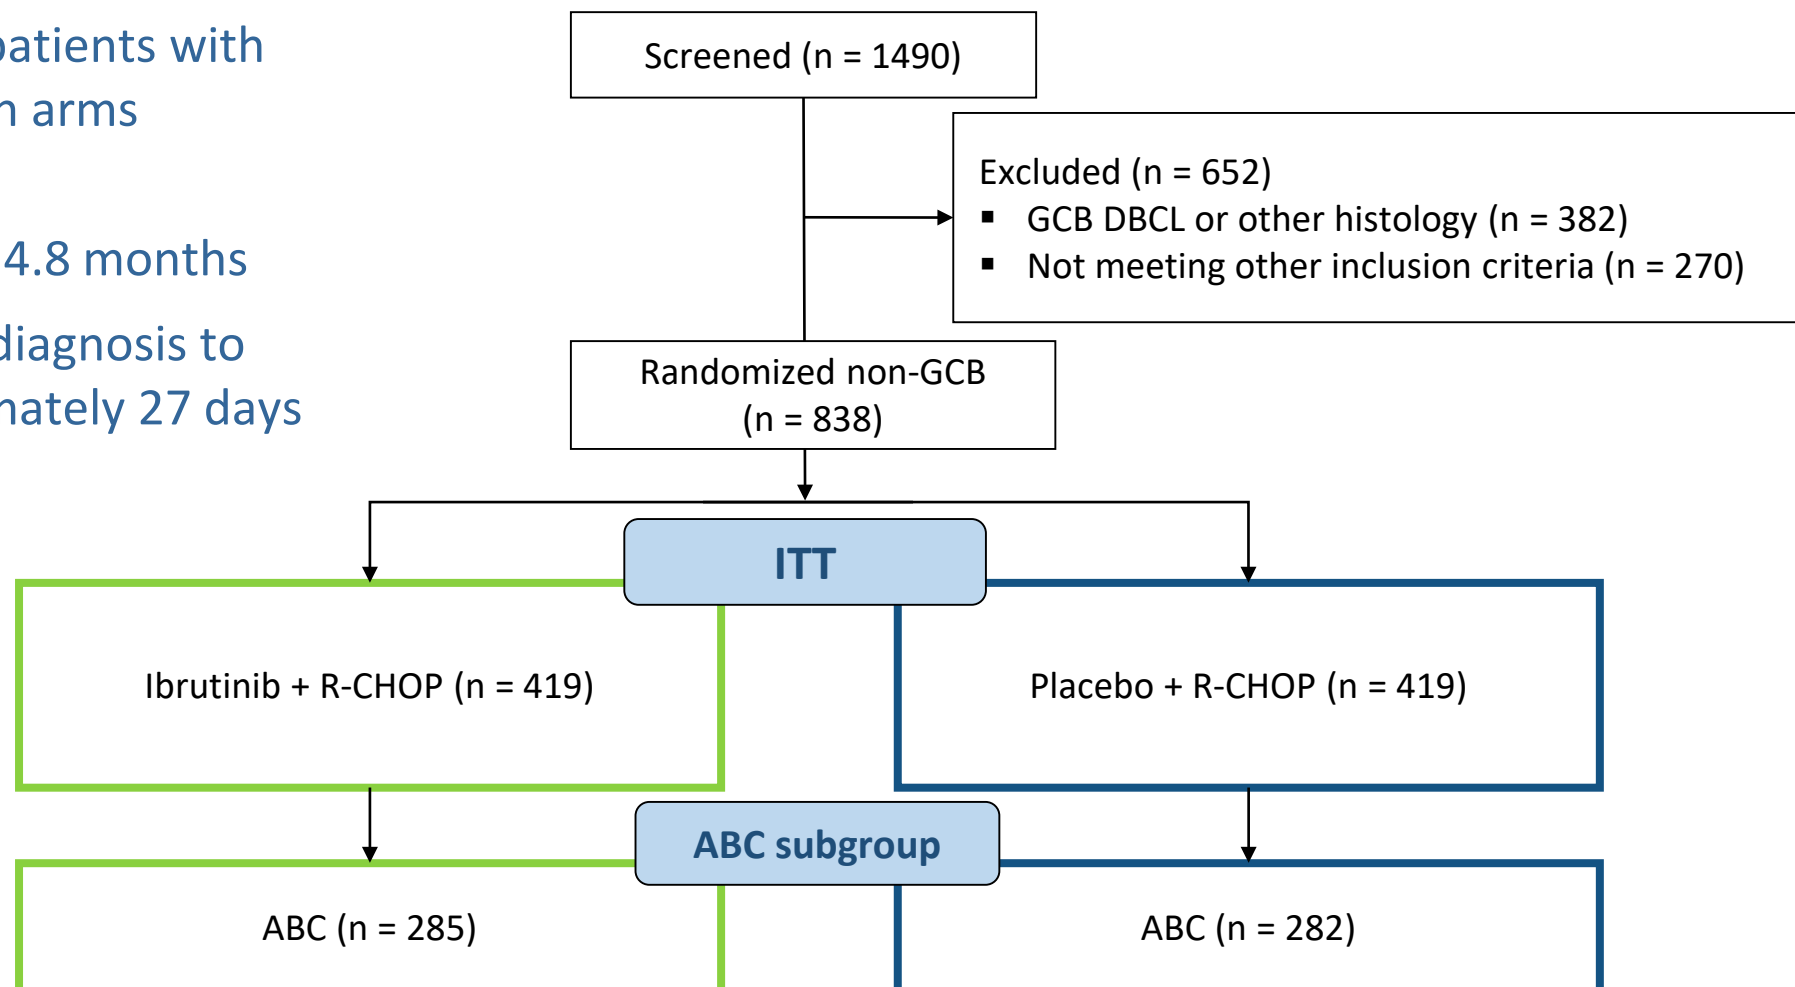 patients with
arms
4.8 months
diagnosis to
27 days
Screened (n = 1490)
Excluded (n = 652)
▪ GCB DBCL or other histology (n = 382)
▪ Not meeting other inclusion criteria (n = 270)
Randomized non-GCB
(n = 838)
ITT
Ibrutinib + R-CHOP (n = 419)
Placebo + R-CHOP (n = 419)
ABC subgroup
ABC (n = 285)
ABC (n = 282)